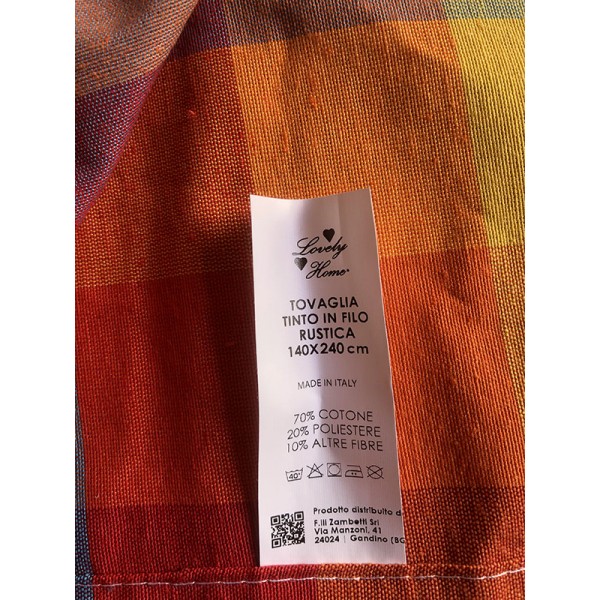 Lovely
Home®
TOVAGLIA
TINTO IN FILO
RUSTICA
140X240 cm
MADE IN ITALY
70% COTONE
20% POLIESTERE
10% ALTRE FIBRE
40°
Prodotto distribuito d
F.lli Zambetti Srl
Via Manzoni, 41
24024 | Gandino (BG